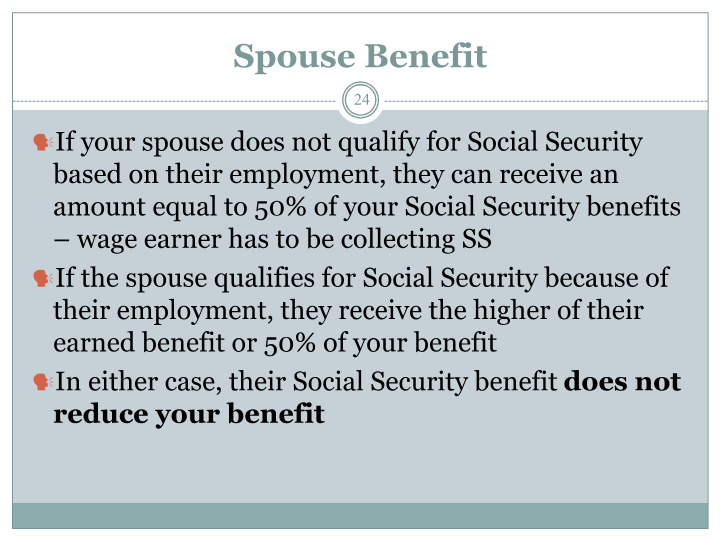 Spouse Benefit
24
If your spouse does not qualify for Social Security
based on their employment, they can receive an
amount equal to 50% of your Social Security benefits
– wage earner has to be collecting SS
If the spouse qualifies for Social Security because of
their employment, they receive the higher of their
earned benefit or 50% of your benefit
In either case, their Social Security benefit does not
reduce your benefit